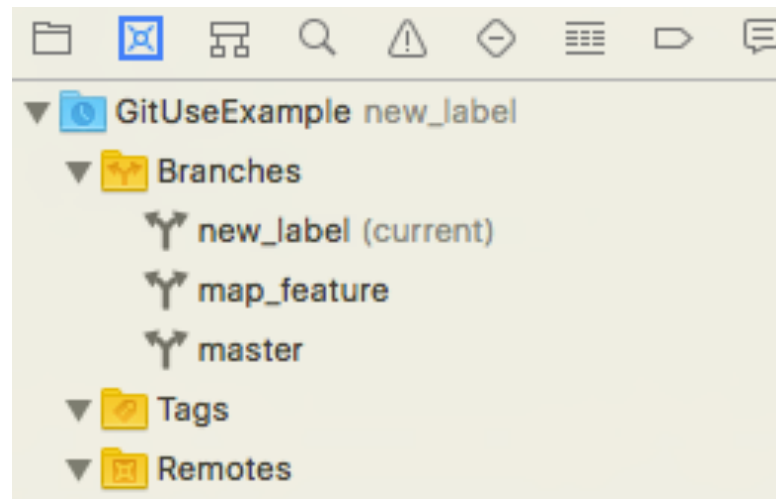 GitUseExample new_label
Branches
new_label (current)
map_feature
master
Tags
Remotes